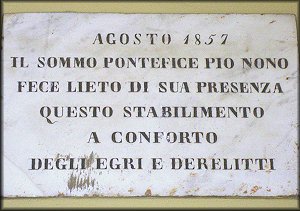 AGOSTO 1857
IL SOMMO PONTEFICE PIO NONO
FECE LIETO DI SUA PRESENZA
QUESTO STABILIMENTO
A CONFORTO
DEGLI EGRI E DERELITTI